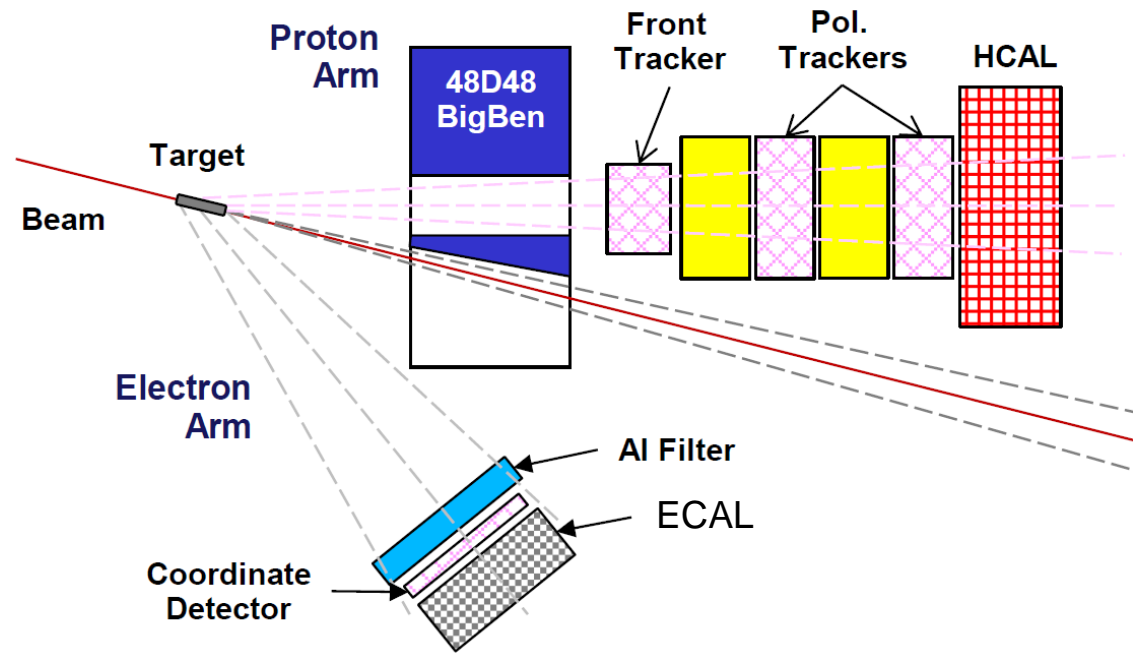 Proton
Arm
48D48
BigBen
Front
Tracker
Pol.
Trackers
HCAL
Target
Beam
Electron
Arm
Al Filter
ECAL
Coordinate
Detector